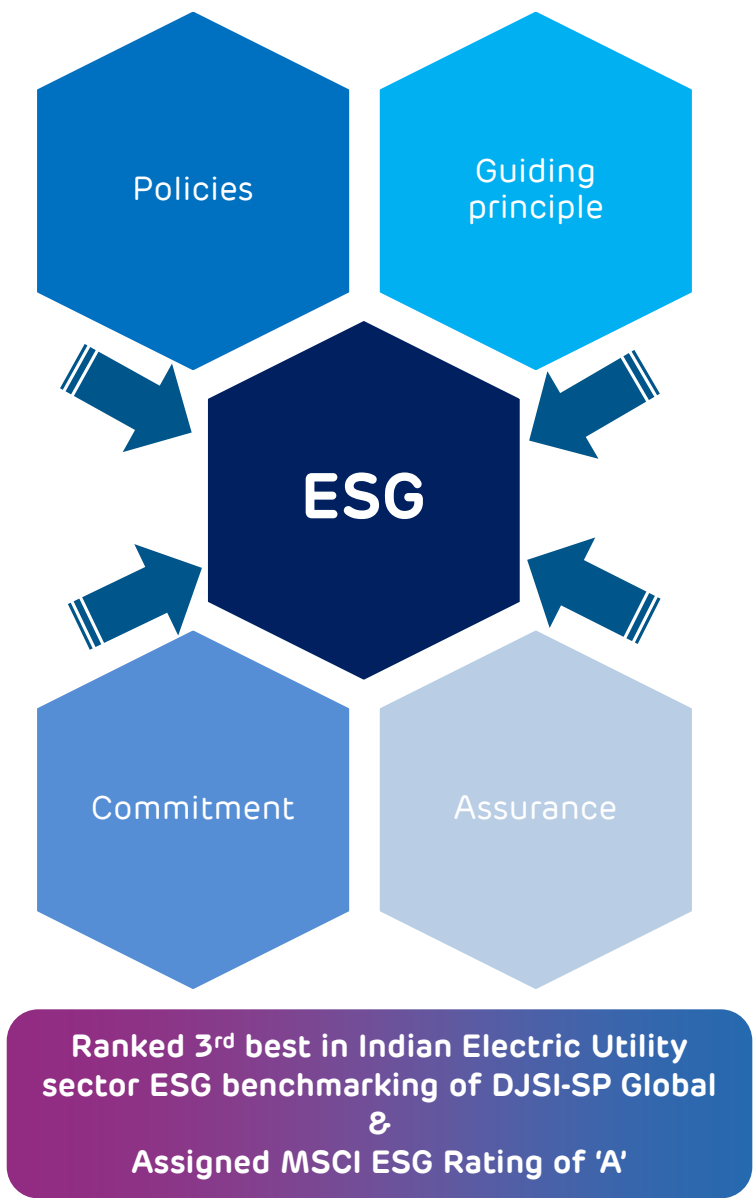 Policies
Guiding
principle
ESG
Commitment
Assurance
Ranked 3rd best in Indian Electric Utility
sector ESG benchmarking of DJSI-SP Global
&
Assigned MSCI ESG Rating of ‘A’